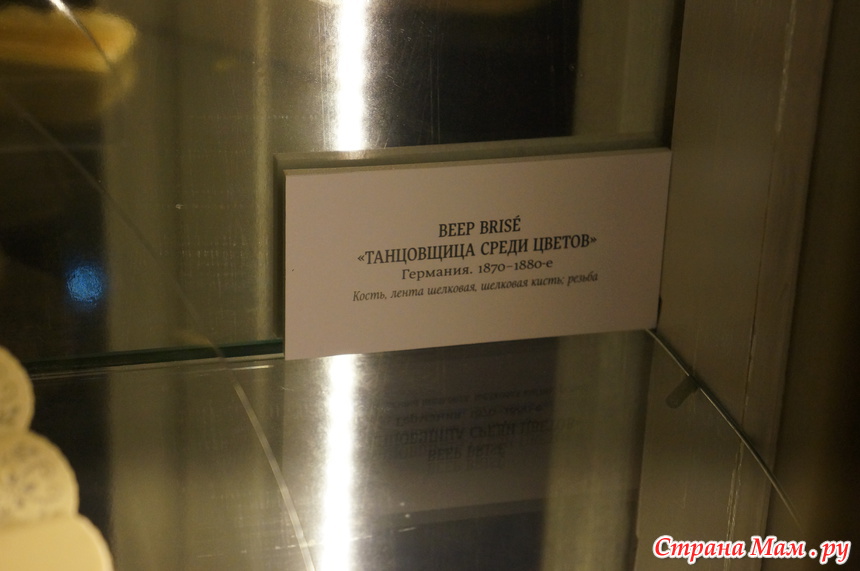 ВЕЕР BRISÉ
«ТАНЦОВЩИЦА СРЕДИ ЦВЕТОВ»
Германия. 1870–1880-е
Кость, лента шелковая, шелковая кисть; резьба
Страна Мам.ру